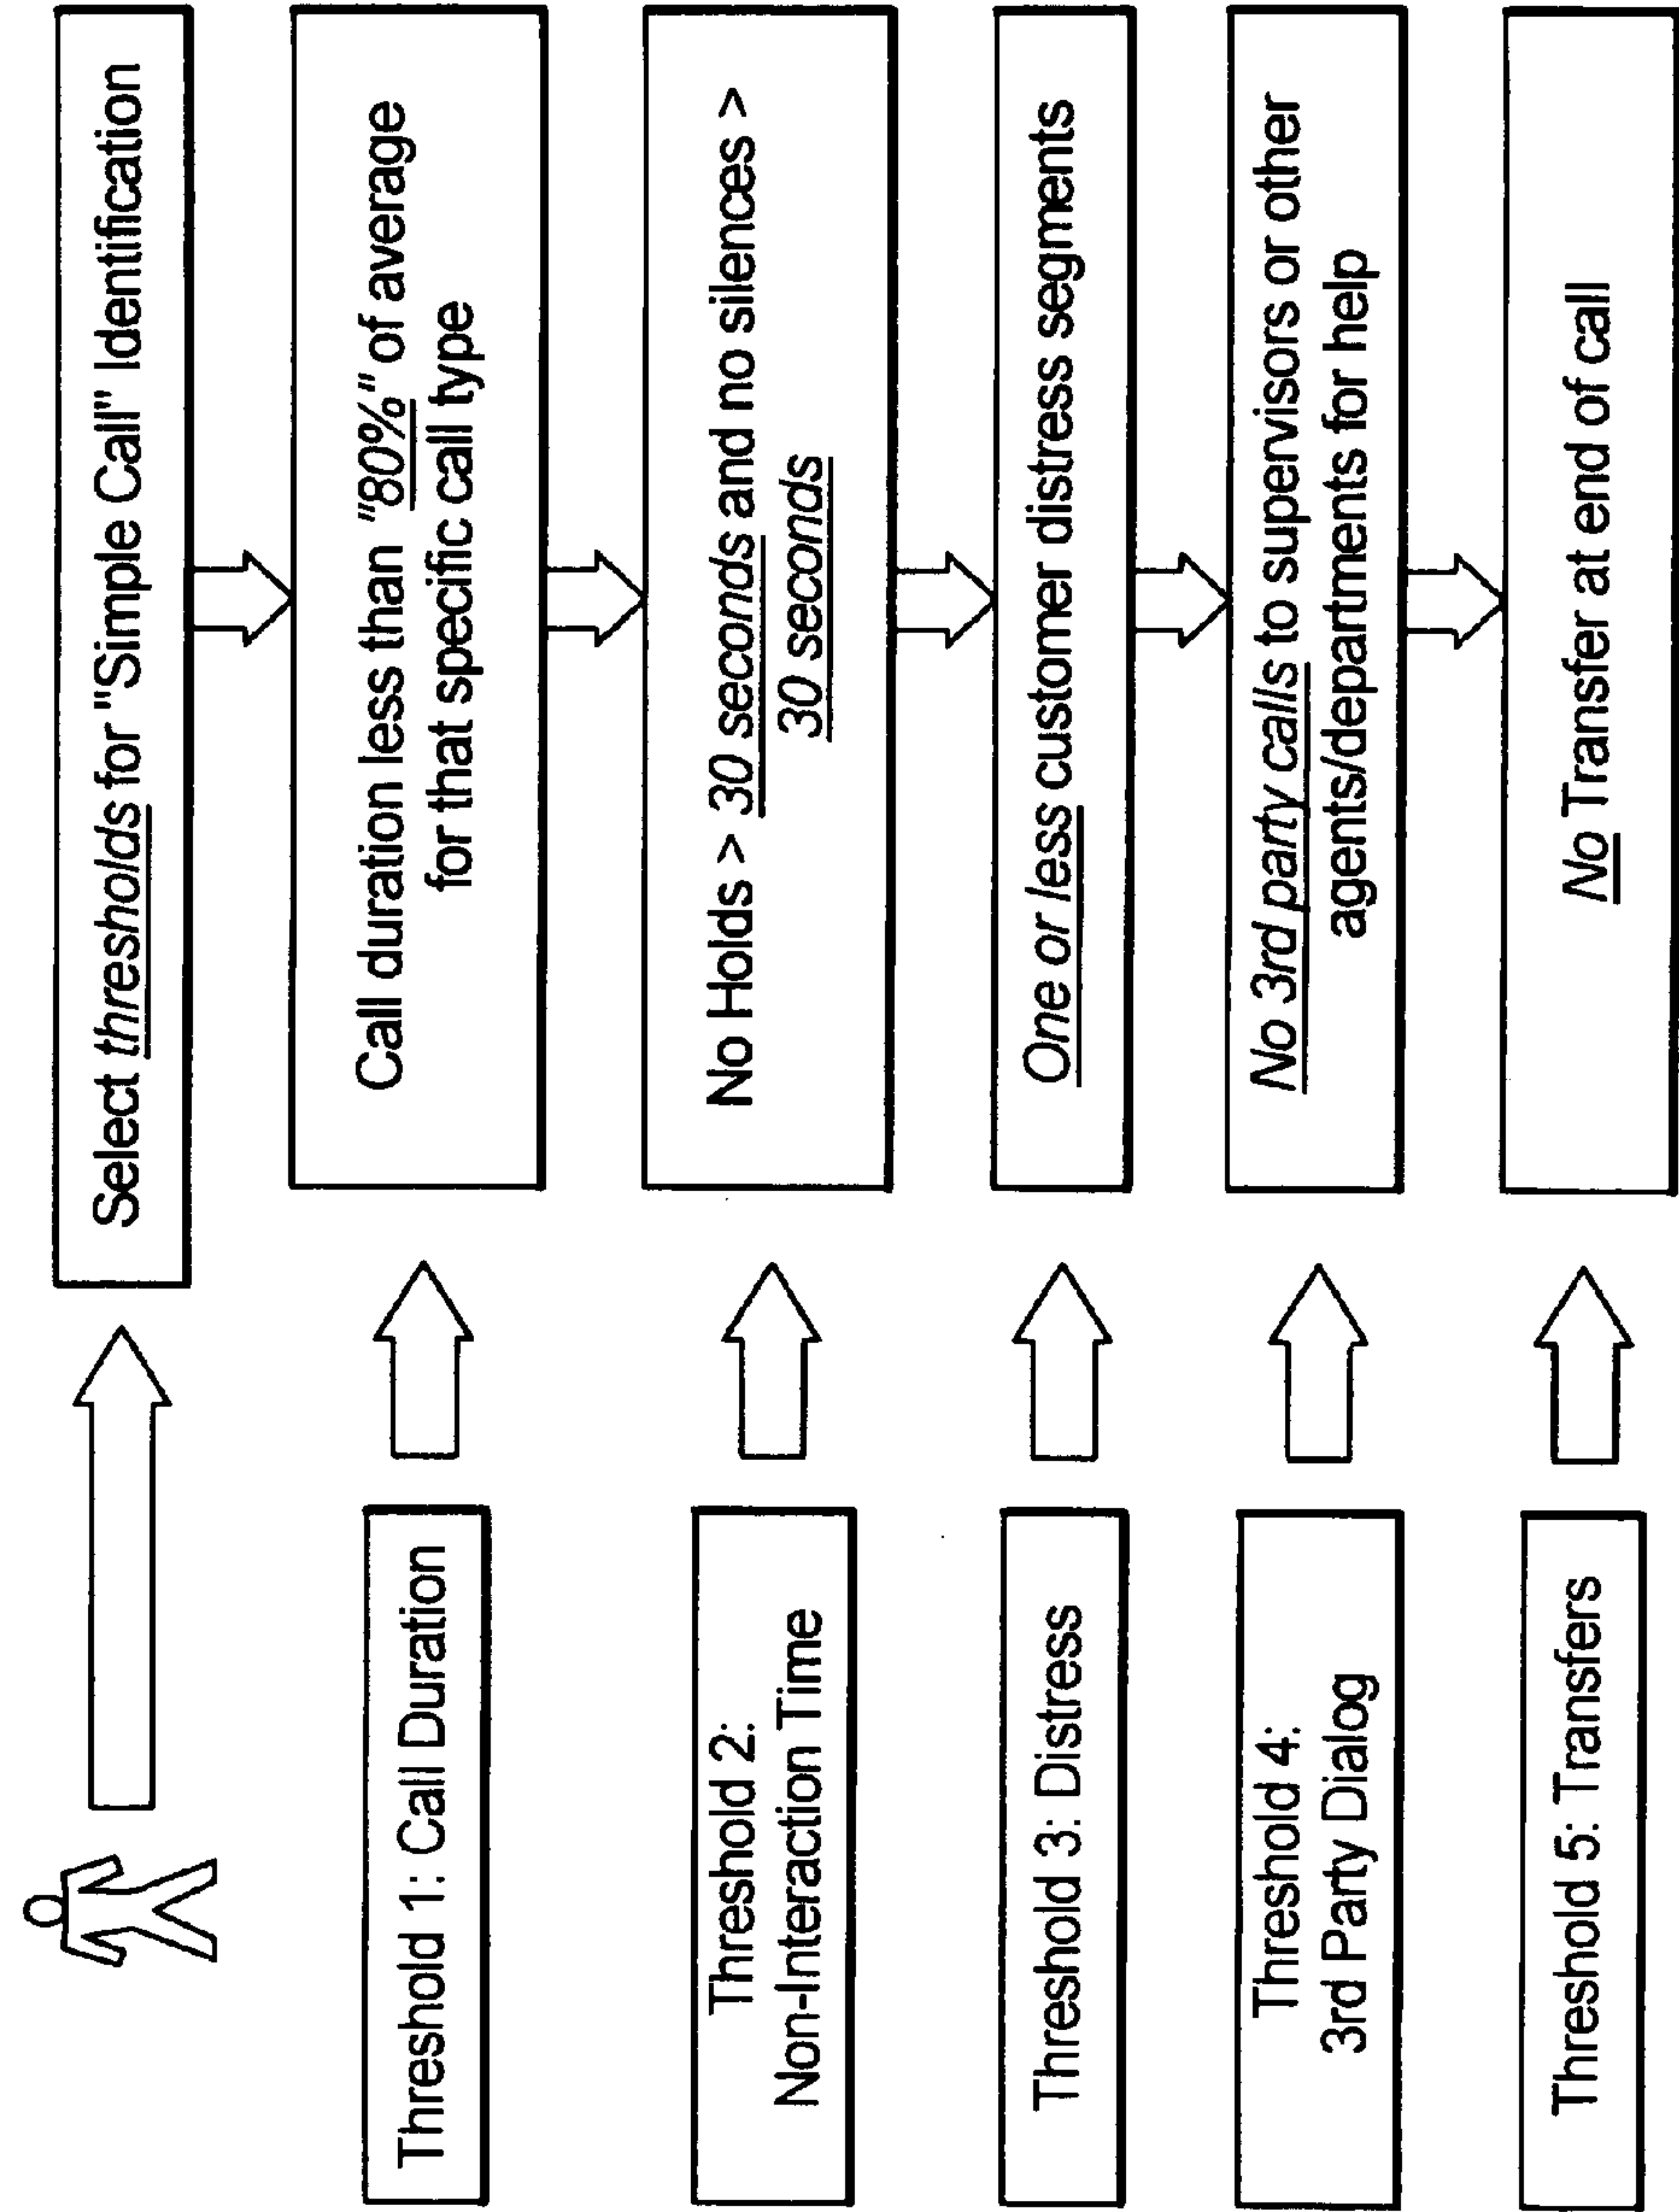 Select thresholds for "Simple Call" Identification
Threshold 1: Call Duration
Call duration less than "80%" of average
for that specific call type
Threshold 2:
Non-Interaction Time
No Holds > 30 seconds and no silences >
30 seconds
Threshold 3: Distress
One or less customer distress segments
Threshold 4:
3rd Party Dialog
No 3rd party calls to supervisors or other
agents/departments for help
Threshold 5: Transfers
No Transfer at end of call